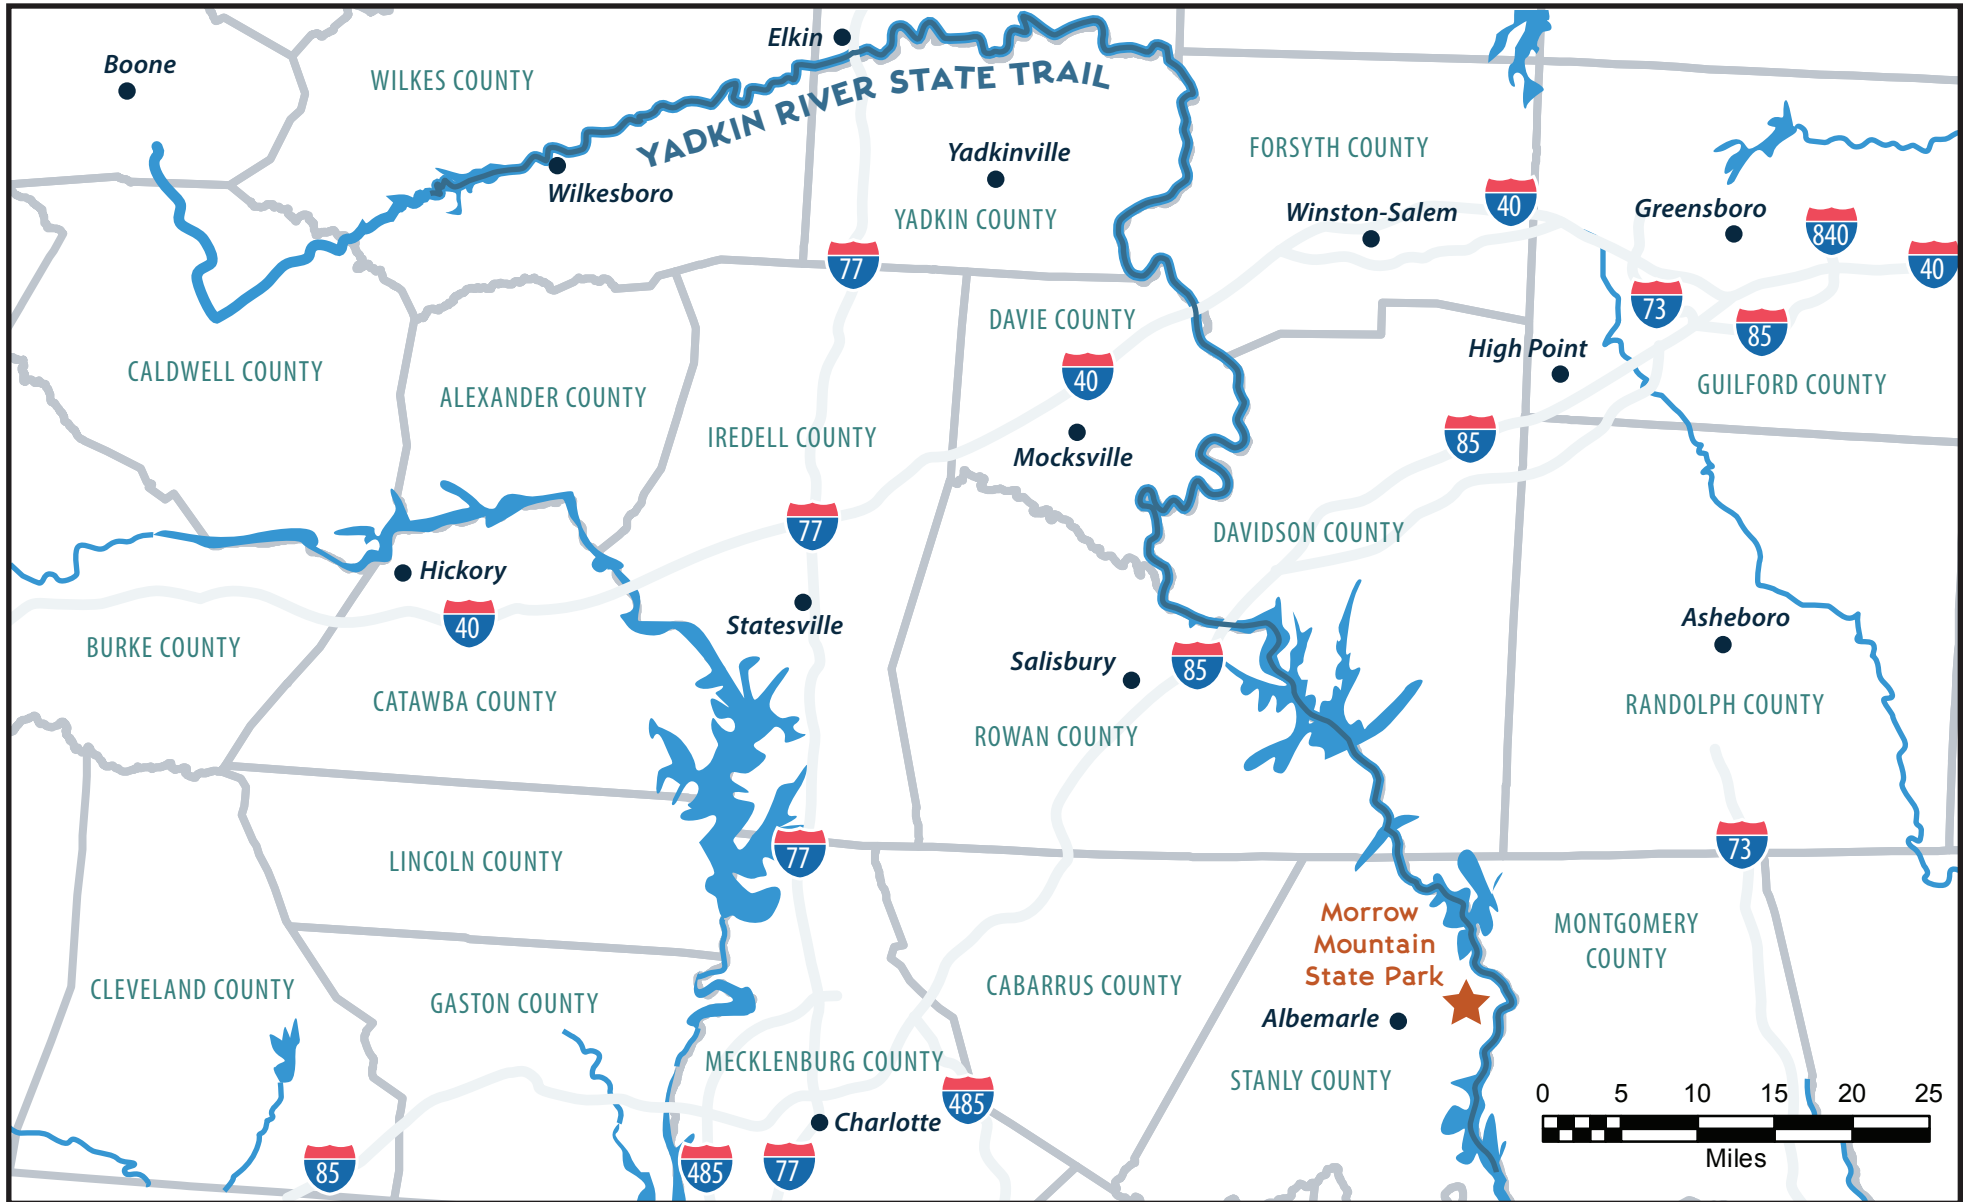 Elkin
Boone
WILKES COUNTY
YADKIN RIVER STATE TRAIL
Wilkesboro
Yadkinville
YADKIN COUNTY
FORSYTH COUNTY
Winston-Salem
40
Greensboro
840
40
77
73
85
DAVIE COUNTY
40
High Point
GUILFORD COUNTY
CALDWELL COUNTY
ALEXANDER COUNTY
IREDELL COUNTY
Mocksville
85
77
DAVIDSON COUNTY
Hickory
40
Statesville
Asheboro
BURKE COUNTY
Salisbury
85
CATAWBA COUNTY
ROWAN COUNTY
RANDOLPH COUNTY
77
73
LINCOLN COUNTY
Morrow
Mountain
State Park
MONTGOMERY
COUNTY
CLEVELAND COUNTY
GASTON COUNTY
CABARRUS COUNTY
Albemarle
MECKLENBURG COUNTY
STANLY COUNTY
485
Charlotte
0 5 10 15 20 25
Miles
85
485
77